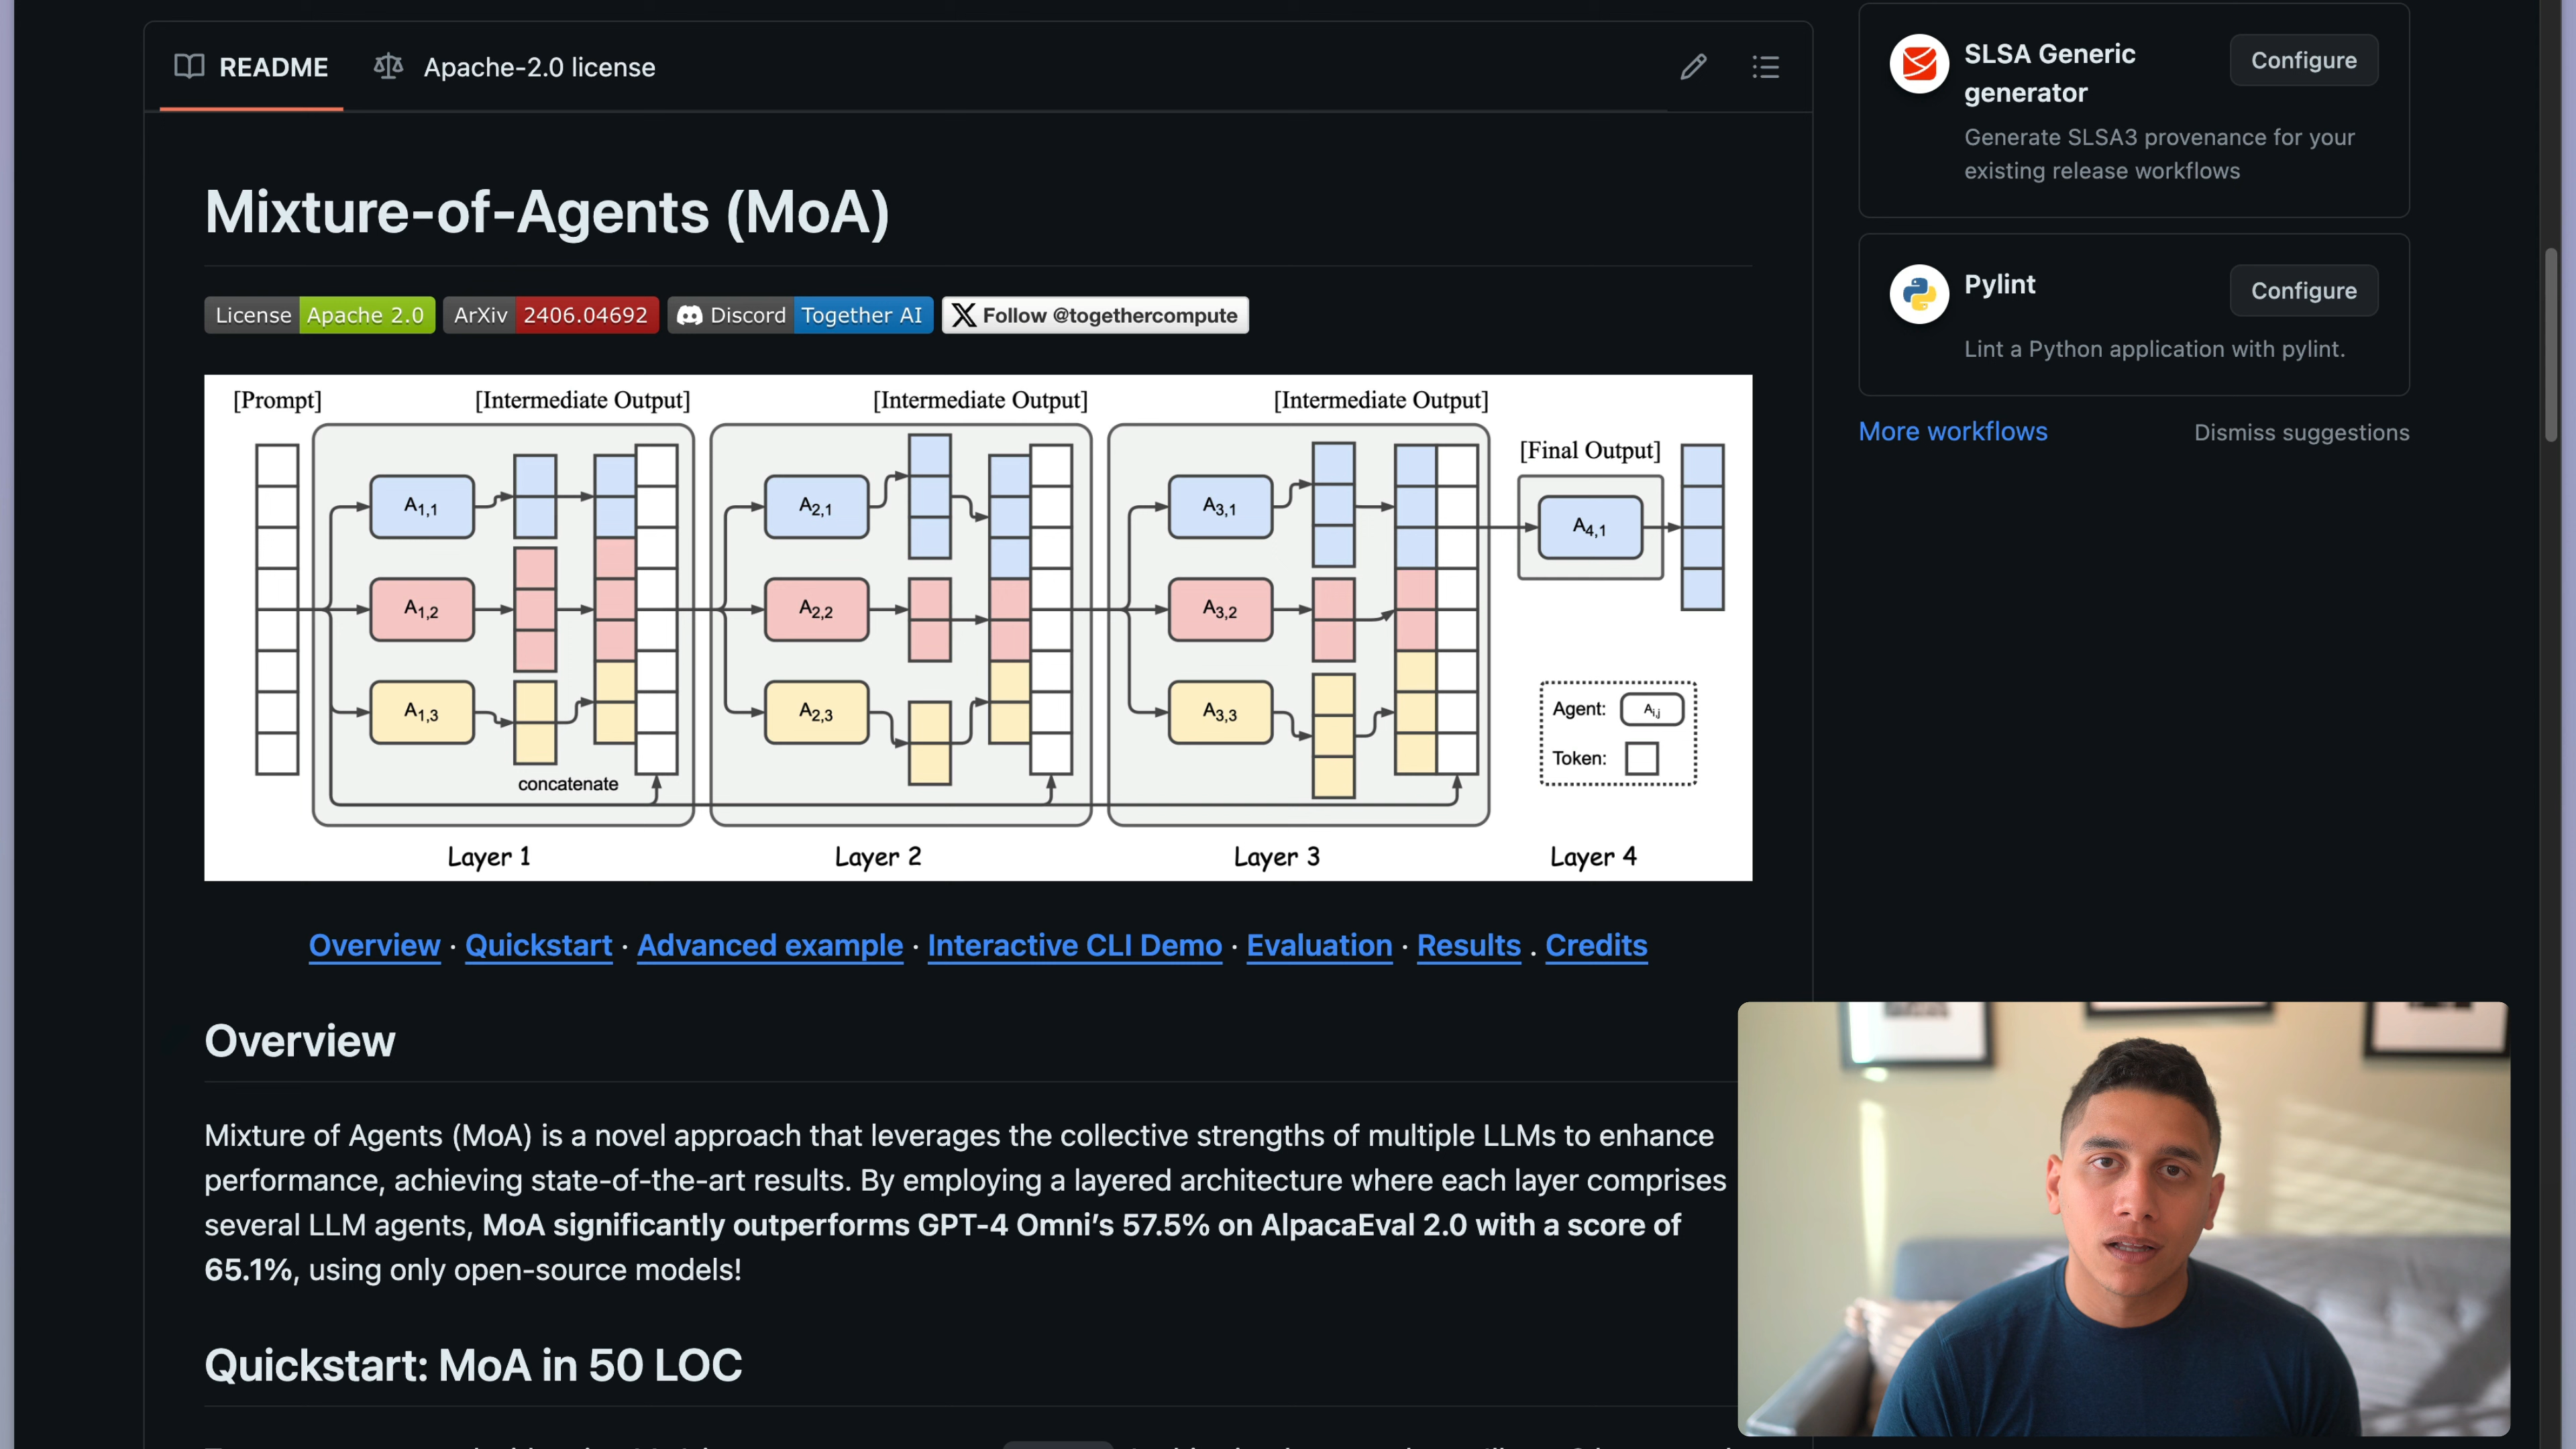 README
Apache-2.0 license
Mixture-of-Agents (MoA)
License Apache 2.0
ArXiv 2406.04692
Discord Together AI
Follow @togethercompute
[Prompt]
[Intermediate Output]
[Intermediate Output]
[Intermediate Output]
[Final Output]
A1,1
A2,1
A3,1
A4,1
A1,2
A2,2
A3,2
A1,3
A2,3
A3,3
Agent: Ai,j
Token:
concatenate
Layer 1
Layer 2
Layer 3
Layer 4
Overview · Quickstart · Advanced example · Interactive CLI Demo · Evaluation · Results . Credits
Overview
Mixture of Agents (MoA) is a novel approach that leverages the collective strengths of multiple LLMs to enhance
performance, achieving state-of-the-art results. By employing a layered architecture where each layer comprises
several LLM agents, MoA significantly outperforms GPT-4 Omni’s 57.5% on AlpacaEval 2.0 with a score of
65.1%, using only open-source models!
Quickstart: MoA in 50 LOC
SLSA Generic
generator
Configure
Generate SLSA3 provenance for your
existing release workflows
Pylint
Configure
Lint a Python application with pylint.
More workflows
Dismiss suggestions